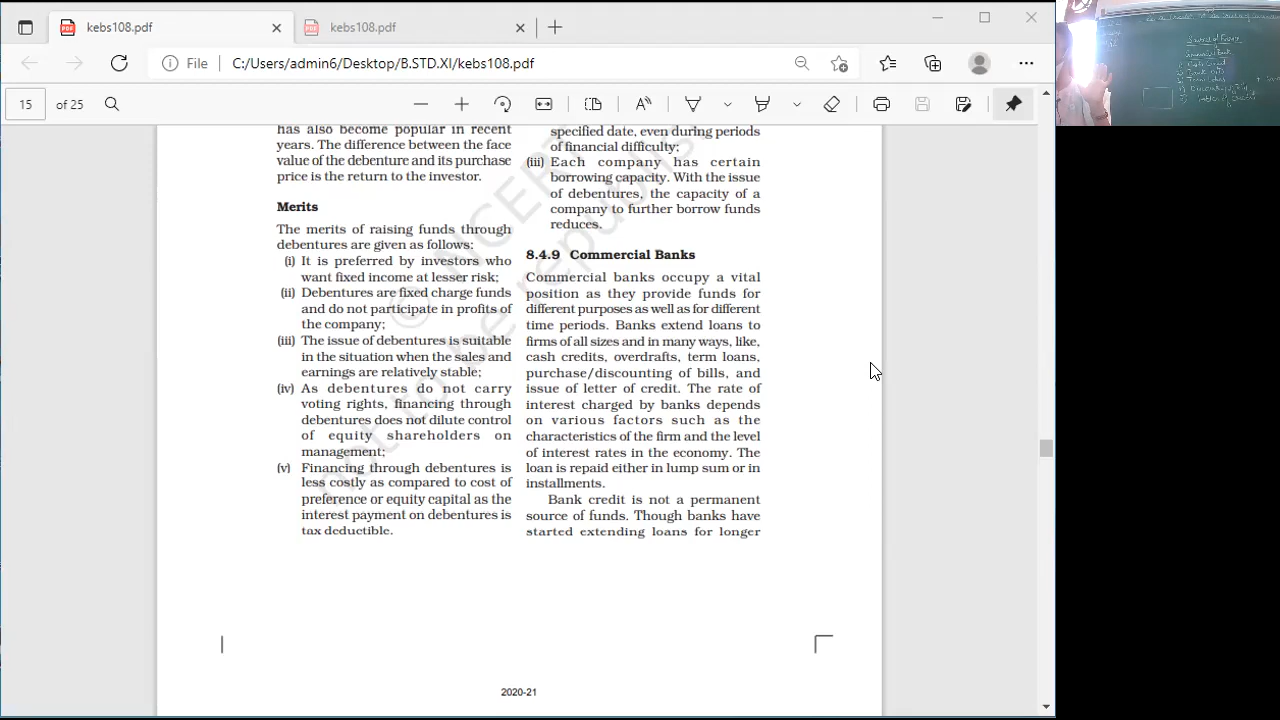 kebs108.pdf
kebs108.pdf
File
C:/Users/admin6/Desktop/B.STD.XI/kebs108.pdf
15
of 25
has also become popular in recent
years. The difference between the face
value of the debenture and its purchase
price is the return to the investor.
Merits
The merits of raising funds through
debentures are given as follows:
(i) It is preferred by investors who
want fixed income at lesser risk;
(ii) Debentures are fixed charge funds
and do not participate in profits of
the company;
(iii) The issue of debentures is suitable
in the situation when the sales and
earnings are relatively stable;
(iv) As debentures do not carry
voting rights, financing through
debentures does not dilute control
of equity shareholders on
management;
(v) Financing through debentures is
less costly as compared to cost of
preference or equity capital as the
interest payment on debentures is
tax deductible.
specified date, even during periods
of financial difficulty;
(iii) Each company has certain
borrowing capacity. With the issue
of debentures, the capacity of a
company to further borrow funds
reduces.
8.4.9 Commercial Banks
Commercial banks occupy a vital
position as they provide funds for
different purposes as well as for different
time periods. Banks extend loans to
firms of all sizes and in many ways, like,
cash credits, overdrafts, term loans,
purchase/discounting of bills, and
issue of letter of credit. The rate of
interest charged by banks depends
on various factors such as the
characteristics of the firm and the level
of interest rates in the economy. The
loan is repaid either in lump sum or in
installments.
Bank credit is not a permanent
source of funds. Though banks have
started extending loans for longer
© NCERT
not to be republis
2020-21